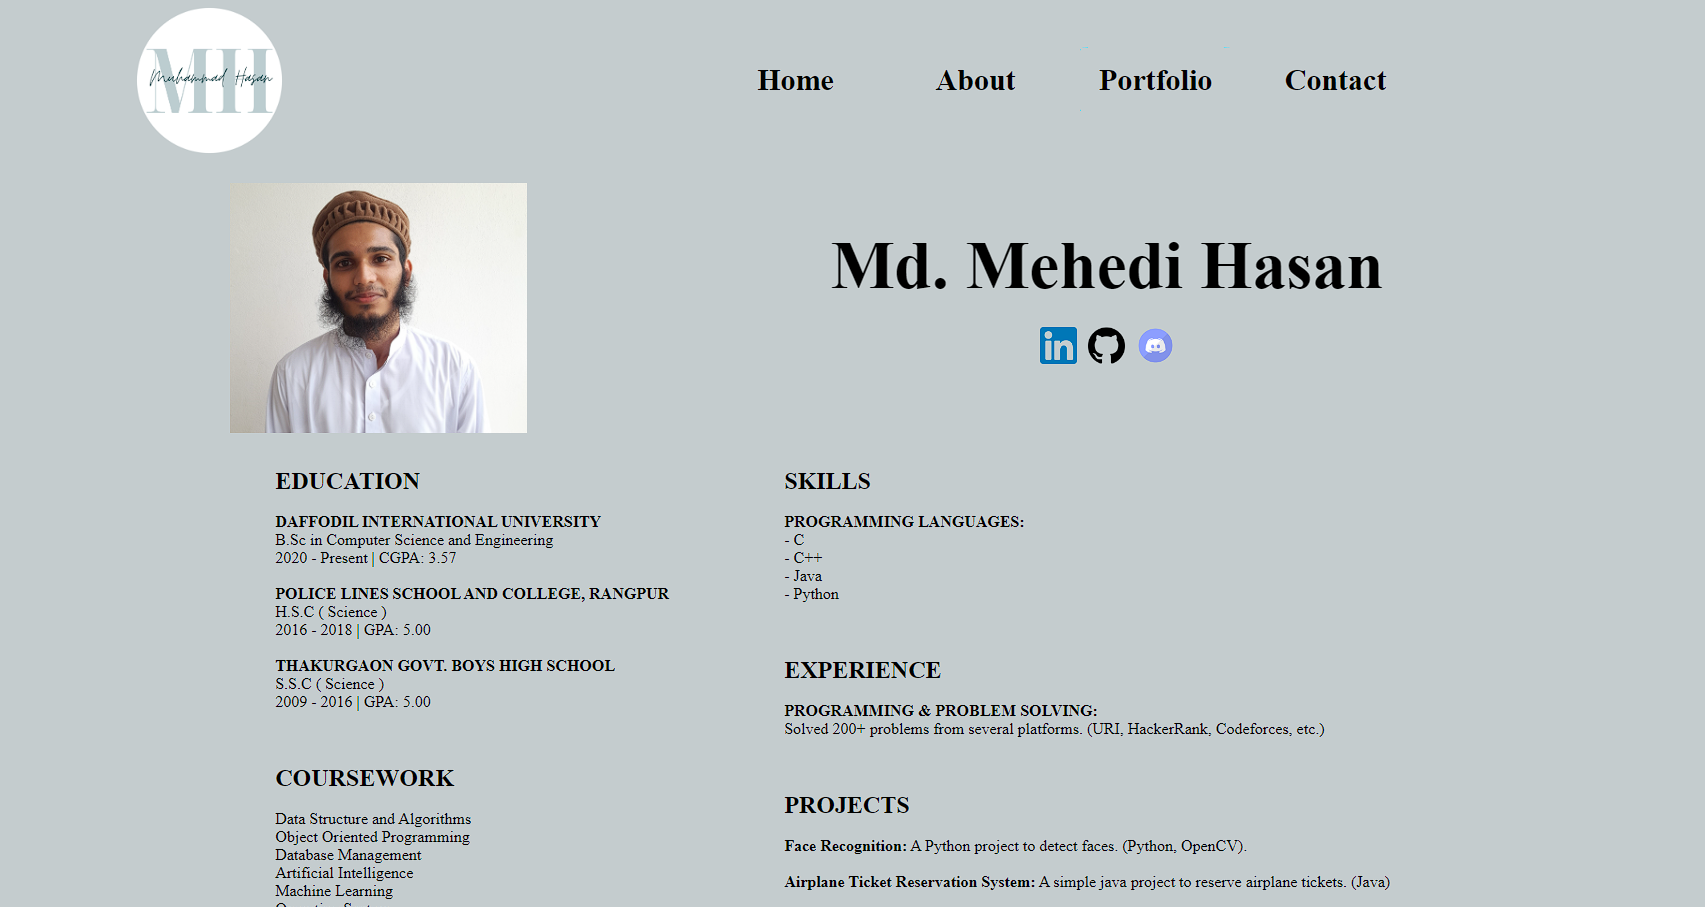 MH
Muhammad Hasan
Home
About
Portfolio
Contact
Md. Mehedi Hasan
in
EDUCATION
DAFFODIL INTERNATIONAL UNIVERSITY
B.Sc in Computer Science and Engineering
2020 - Present | CGPA: 3.57
POLICE LINES SCHOOL AND COLLEGE, RANGPUR
H.S.C ( Science )
2016 - 2018 | GPA: 5.00
THAKURGAON GOVT. BOYS HIGH SCHOOL
S.S.C ( Science )
2009 - 2016 | GPA: 5.00
COURSEWORK
Data Structure and Algorithms
Object Oriented Programming
Database Management
Artificial Intelligence
Machine Learning
SKILLS
PROGRAMMING LANGUAGES:
- C
- C++
- Java
- Python
EXPERIENCE
PROGRAMMING & PROBLEM SOLVING:
Solved 200+ problems from several platforms. (URI, HackerRank, Codeforces, etc.)
PROJECTS
Face Recognition: A Python project to detect faces. (Python, OpenCV).
Airplane Ticket Reservation System: A simple java project to reserve airplane tickets. (Java)